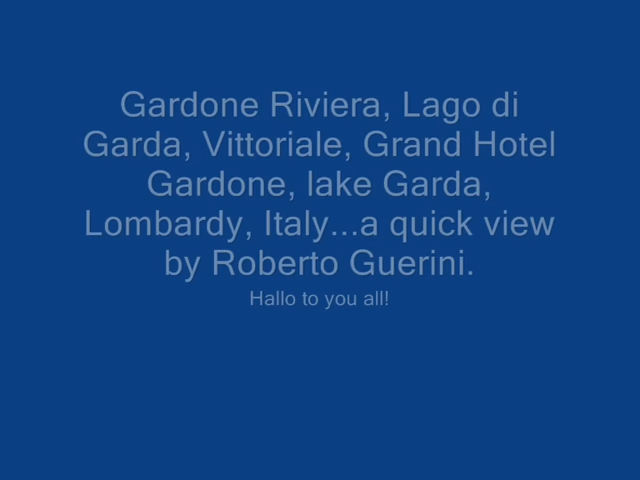 Gardone Riviera, Lago di
Garda, Vittoriale, Grand Hotel
Gardone, lake Garda,
Lombardy, Italy...a quick view
by Roberto Guerini.
Hallo to you all!